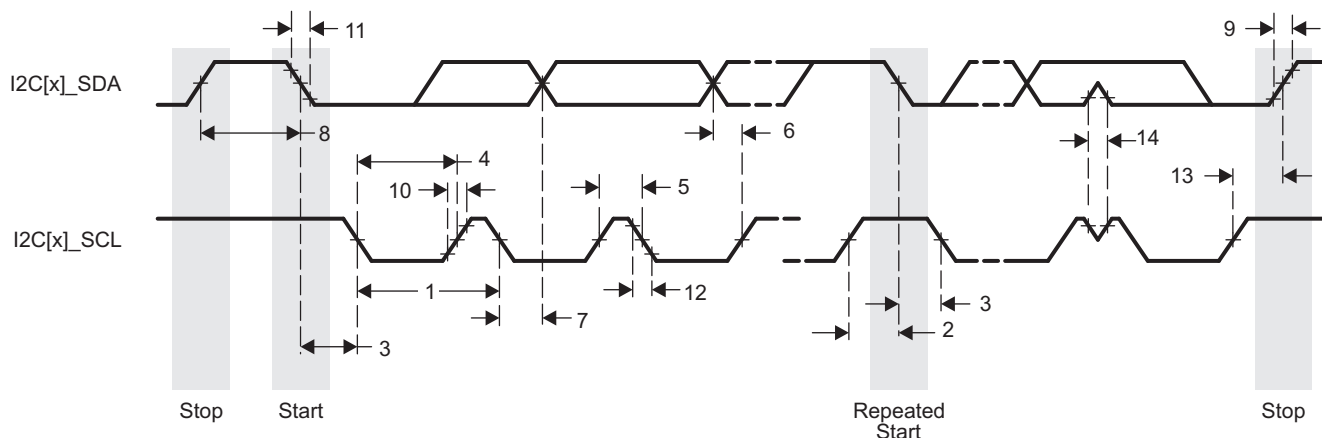 11
9
I2C[x]_SDA
8
6
14
4
10
5
13
I2C[x]_SCL
1
12
7
3
2
3
Stop
Start
Repeated
Start
Stop